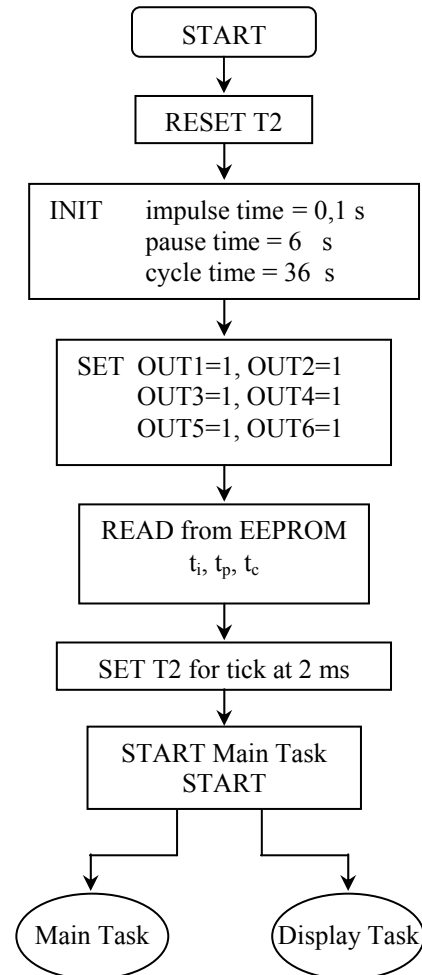 START
RESET T2
INIT impulse time = 0,1 s
pause time = 6 s
cycle time = 36 s
SET OUT1=1, OUT2=1
OUT3=1, OUT4=1
OUT5=1, OUT6=1
READ from EEPROM
tᵢ, tₚ, t꜀
SET T2 for tick at 2 ms
START Main Task
START
Main Task
Display Task